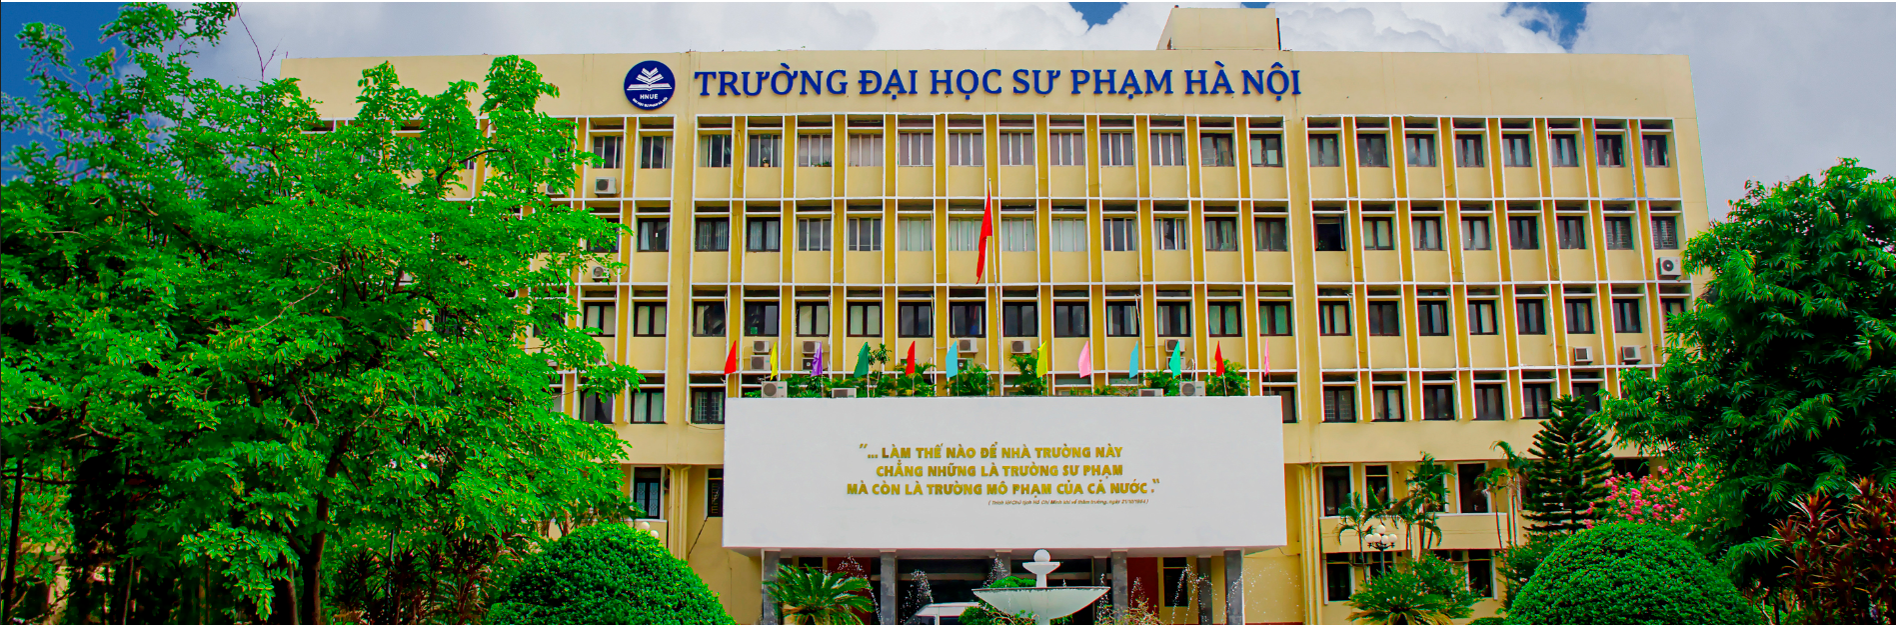 TRƯỜNG ĐẠI HỌC SƯ PHẠM HÀ NỘI
HNUE
"... LÀM THẾ NÀO ĐỂ NHÀ TRƯỜNG NÀY
CHẲNG NHỮNG LÀ TRƯỜNG SƯ PHẠM
MÀ CÒN LÀ TRƯỜNG MÔ PHẠM CỦA CẢ NƯỚC."